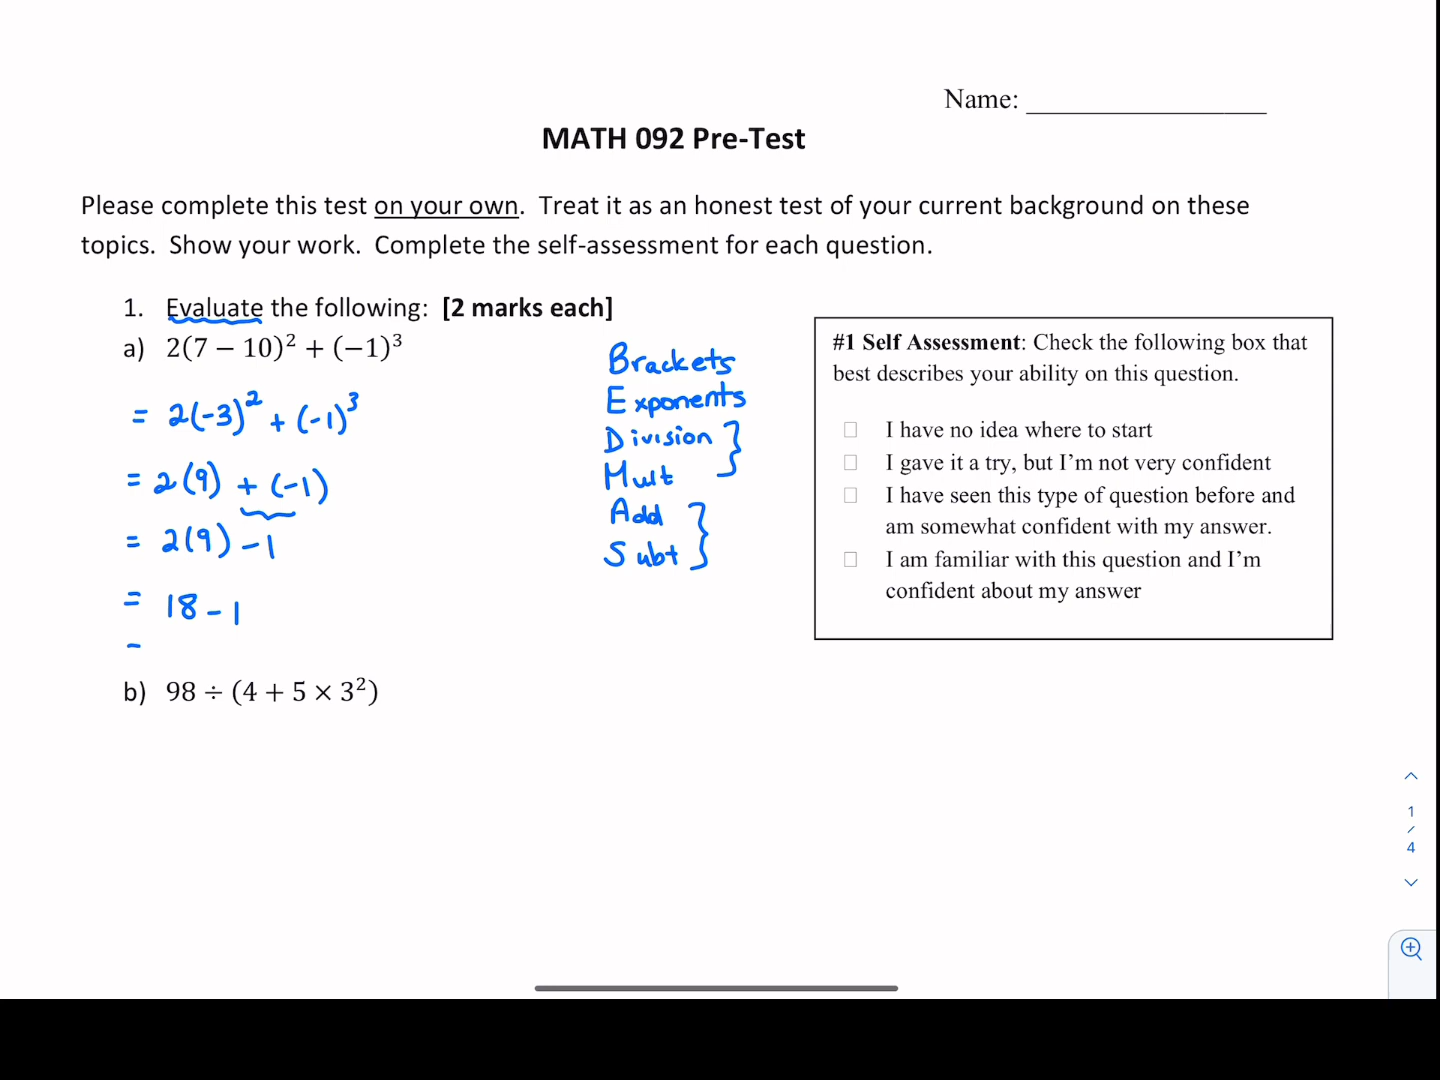 Name: ____________________
MATH 092 Pre-Test
Please complete this test on your own. Treat it as an honest test of your current background on these
topics. Show your work. Complete the self-assessment for each question.
1. Evaluate the following: [2 marks each]
a) 2(7 − 10)² + (−1)³
= 2(-3)² + (-1)³
= 2(9) + (-1)
= 2(9) - 1
= 18 - 1
-
Brackets
Exponents
Division }
Mult
Add }
Subt
#1 Self Assessment: Check the following box that
best describes your ability on this question.
☐ I have no idea where to start
☐ I gave it a try, but I’m not very confident
☐ I have seen this type of question before and
am somewhat confident with my answer.
☐ I am familiar with this question and I’m
confident about my answer
b) 98 ÷ (4 + 5 × 3²)
1
/
4